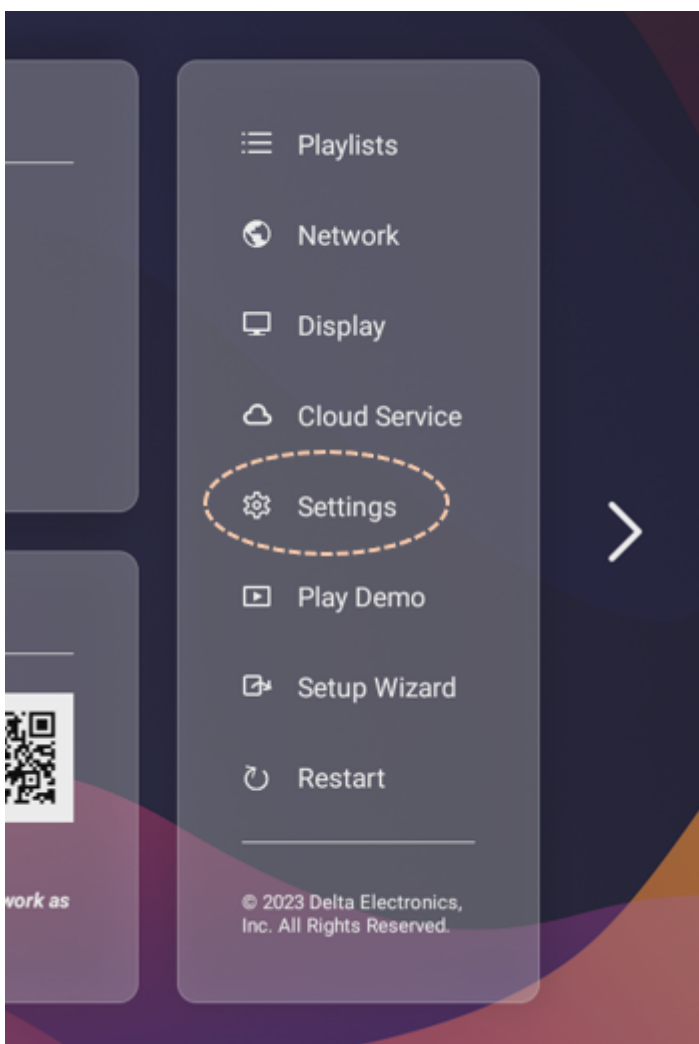 Playlists
Network
Display
Cloud Service
Settings
Play Demo
Setup Wizard
Restart
work as
© 2023 Delta Electronics,
Inc. All Rights Reserved.